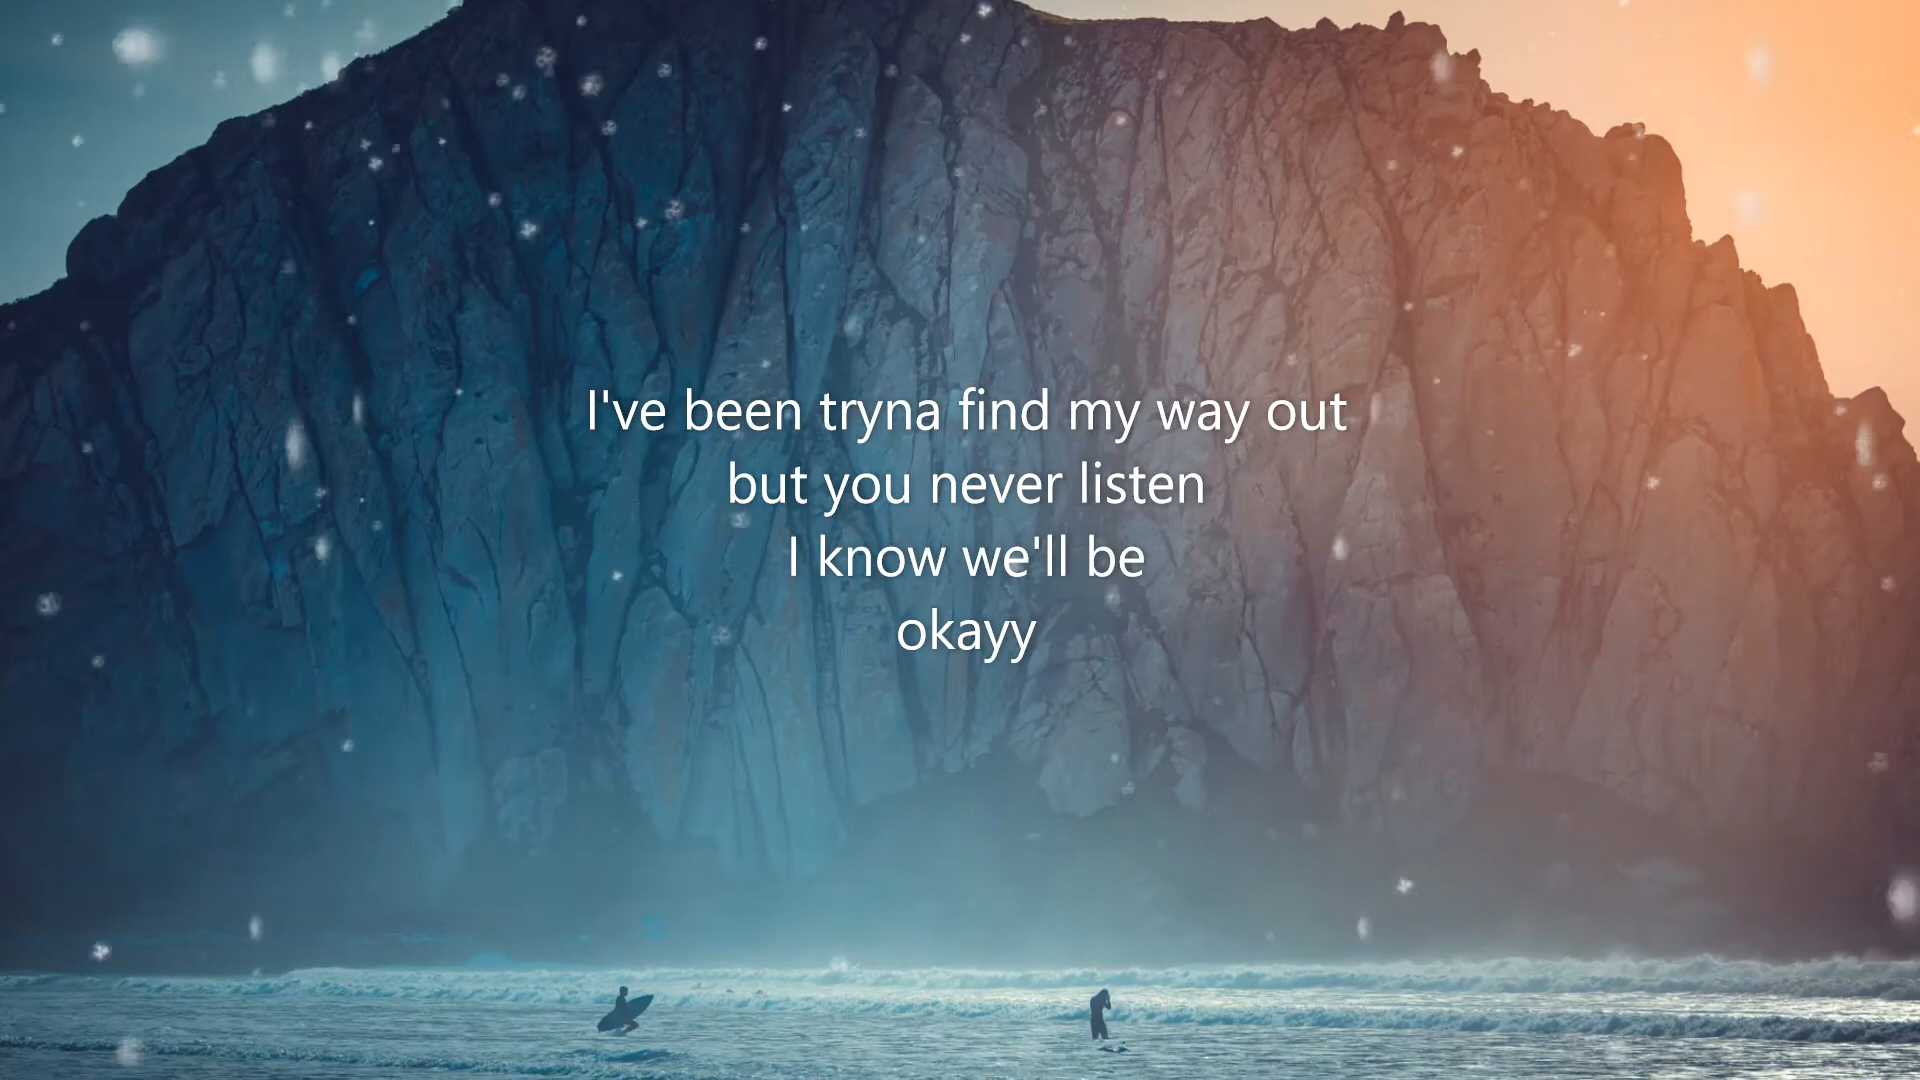 I've been tryna find my way out
but you never listen
I know we'll be
okayy